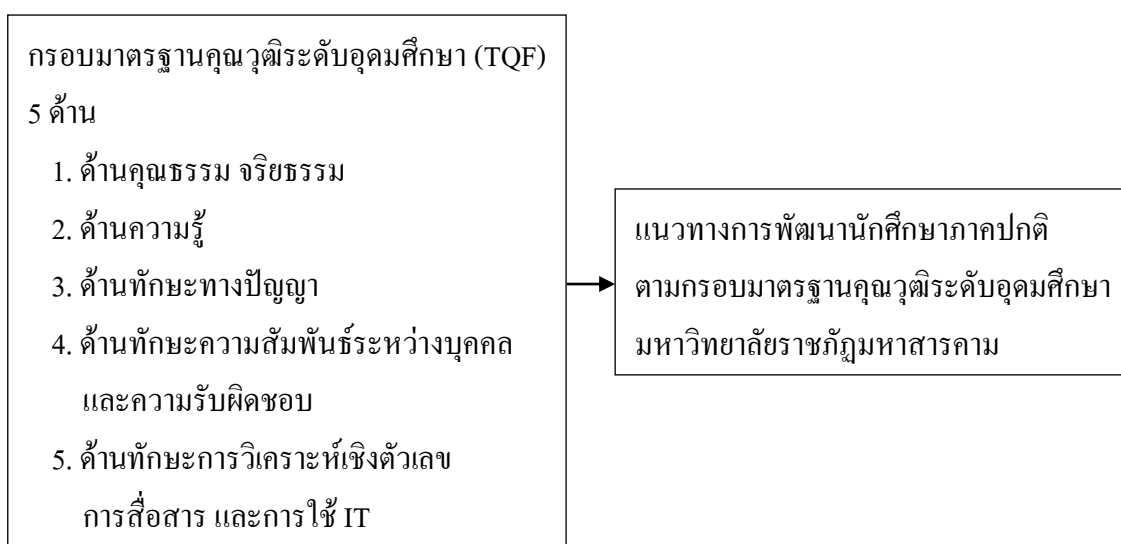 กรอบมาตรฐานคุณวุฒิระดับอุดมศึกษา (TQF)
5 ด้าน
1. ด้านคุณธรรม จริยธรรม
2. ด้านความรู้
3. ด้านทักษะทางปัญญา
4. ด้านทักษะความสัมพันธ์ระหว่างบุคคล
และความรับผิดชอบ
5. ด้านทักษะการวิเคราะห์เชิงตัวเลข
การสื่อสาร และการใช้ IT
แนวทางการพัฒนานักศึกษาภาคปกติ
ตามกรอบมาตรฐานคุณวุฒิระดับอุดมศึกษา
มหาวิทยาลัยราชภัฏมหาสารคาม